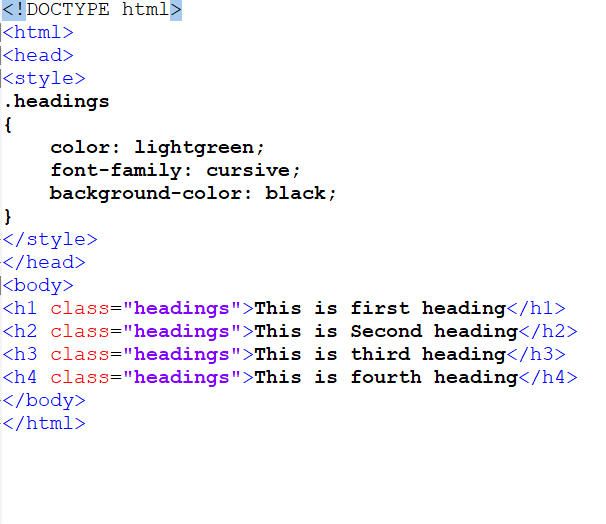 <!DOCTYPE html>
<html>
<head>
<style>
.headings
{
    color: lightgreen;
    font-family: cursive;
    background-color: black;
}
</style>
</head>
<body>
<h1 class="headings">This is first heading</h1>
<h2 class="headings">This is Second heading</h2>
<h3 class="headings">This is third heading</h3>
<h4 class="headings">This is fourth heading</h4>
</body>
</html>